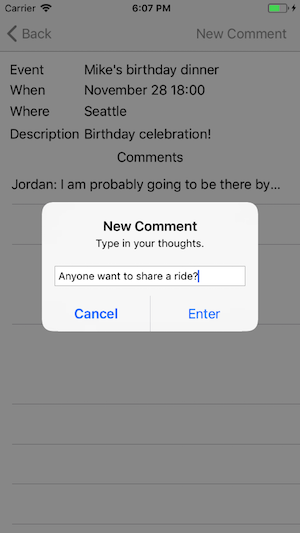 Carrier 6:07 PM
Back New Comment
Event Mike's birthday dinner
When November 28 18:00
Where Seattle
Description Birthday celebration!
Comments
Jordan: I am probably going to be there by...
New Comment
Type in your thoughts.
Anyone want to share a ride?
Cancel Enter